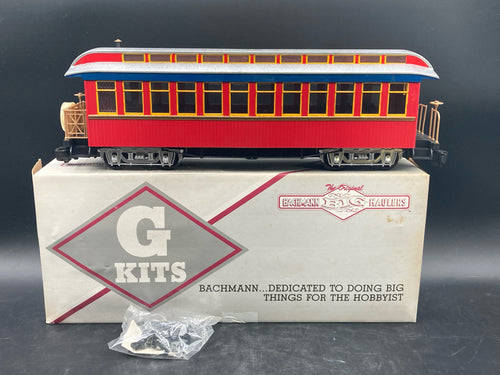 The Original
BACHMANN BIG HAULERS
G
KITS
BACHMANN...DEDICATED TO DOING BIG
THINGS FOR THE HOBBYIST